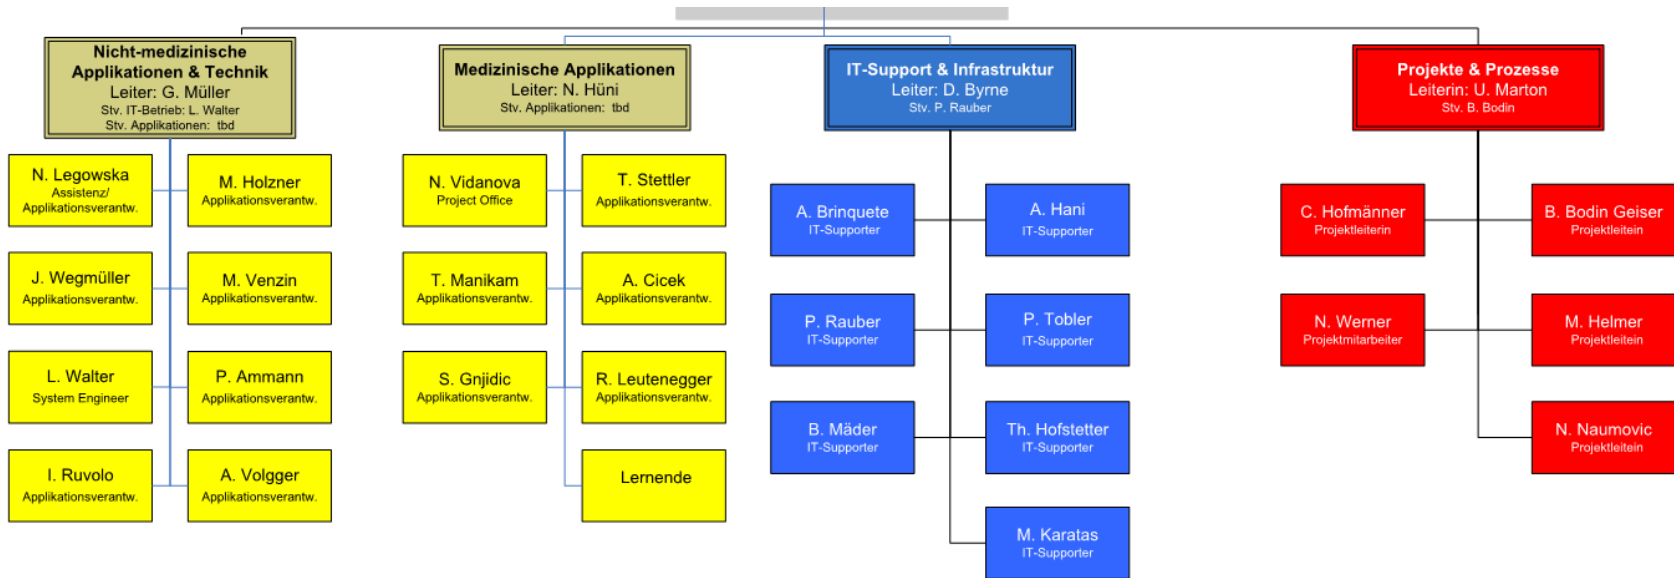 Nicht-medizinische
Applikationen & Technik
Leiter: G. Müller
Stv. IT-Betrieb: L. Walter
Stv. Applikationen: tbd
N. Legowska
Assistenz/
Applikationsverantw.
M. Holzner
Applikationsverantw.
J. Wegmüller
Applikationsverantw.
M. Venzin
Applikationsverantw.
L. Walter
System Engineer
P. Ammann
Applikationsverantw.
I. Ruvolo
Applikationsverantw.
A. Volgger
Applikationsverantw.
Medizinische Applikationen
Leiter: N. Hüni
Stv. Applikationen: tbd
N. Vidanova
Project Office
T. Stettler
Applikationsverantw.
T. Manikam
Applikationsverantw.
A. Cicek
Applikationsverantw.
S. Gnjidic
Applikationsverantw.
R. Leutenegger
Applikationsverantw.
Lernende
IT-Support & Infrastruktur
Leiter: D. Byrne
Stv. P. Rauber
A. Brinquete
IT-Supporter
A. Hani
IT-Supporter
P. Rauber
IT-Supporter
P. Tobler
IT-Supporter
B. Mäder
IT-Supporter
Th. Hofstetter
IT-Supporter
M. Karatas
IT-Supporter
Projekte & Prozesse
Leiterin: U. Marton
Stv. B. Bodin
C. Hofmänner
Projektleiterin
B. Bodin Geiser
Projektleitein
N. Werner
Projektmitarbeiter
M. Helmer
Projektleitein
N. Naumovic
Projektleitein